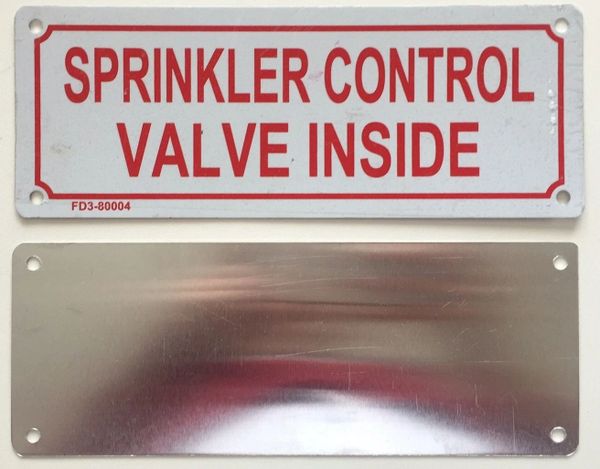 SPRINKLER CONTROL
VALVE INSIDE
FD3-80004